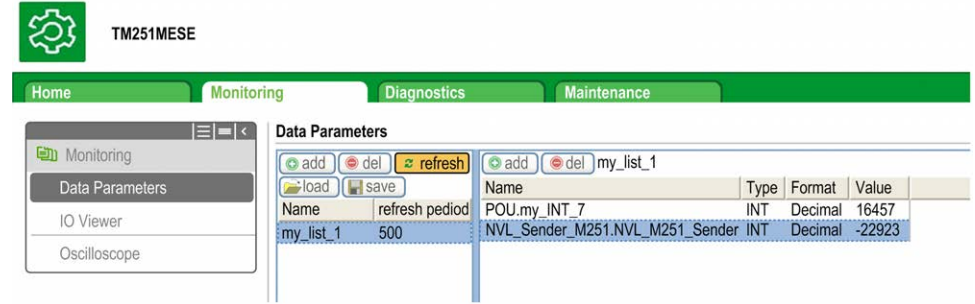 TM251MESE
Home Monitoring Diagnostics Maintenance
Monitoring
Data Parameters
IO Viewer
Oscilloscope
Data Parameters
add del refresh
load save
Name refresh pediod
my_list_1 500
add del my_list_1
Name Type Format Value
POU.my_INT_7 INT Decimal 16457
NVL_Sender_M251.NVL_M251_Sender INT Decimal -22923